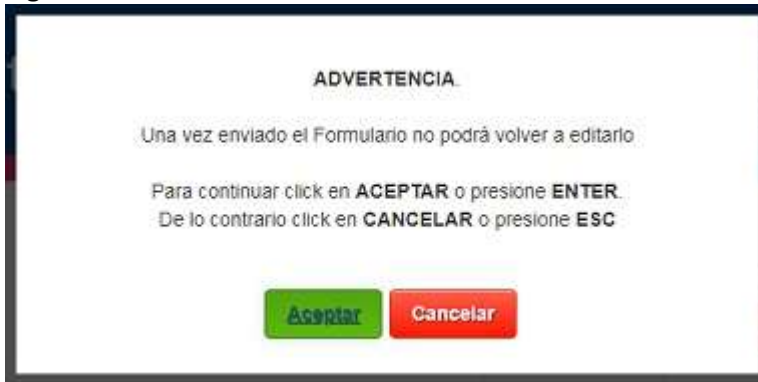 ADVERTENCIA.
Una vez enviado el Formulario no podrá volver a editarlo
Para continuar click en ACEPTAR o presione ENTER.
De lo contrario click en CANCELAR o presione ESC
Aceptar
Cancelar